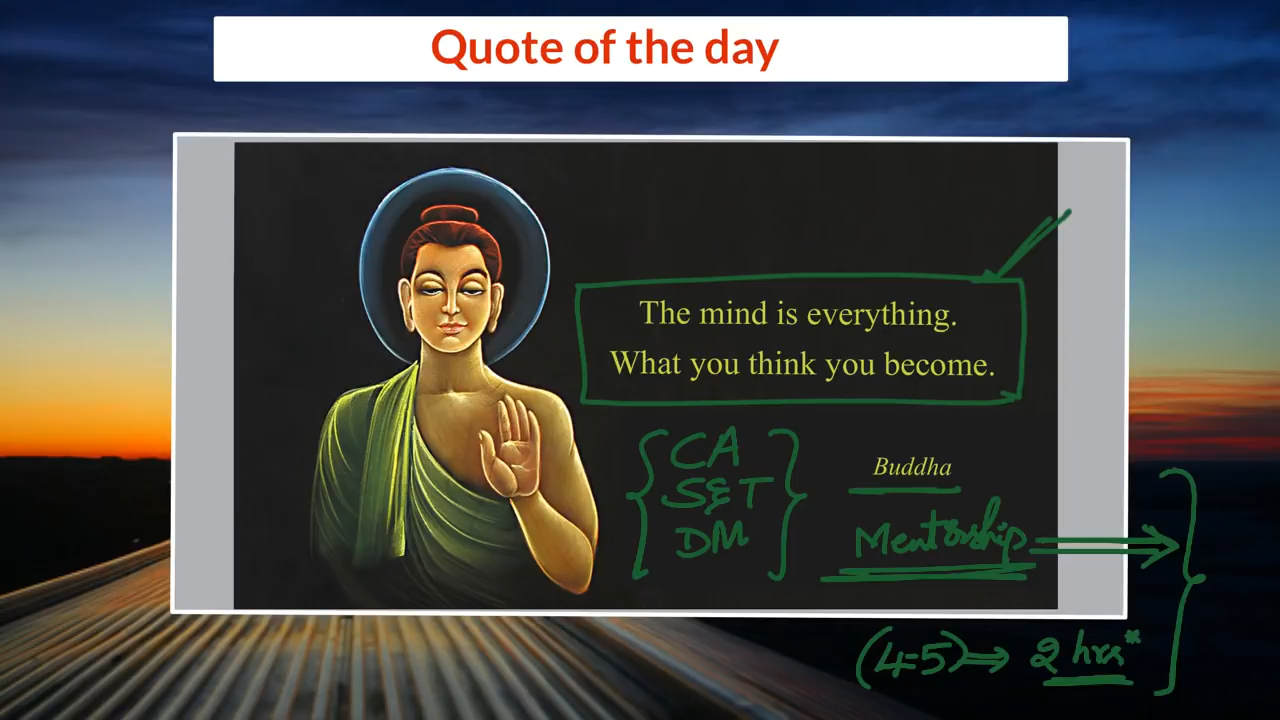 Quote of the day
The mind is everything.
What you think you become.
Buddha
CA
S&T
DM
Mentorship
(4-5) → 2 hrs*